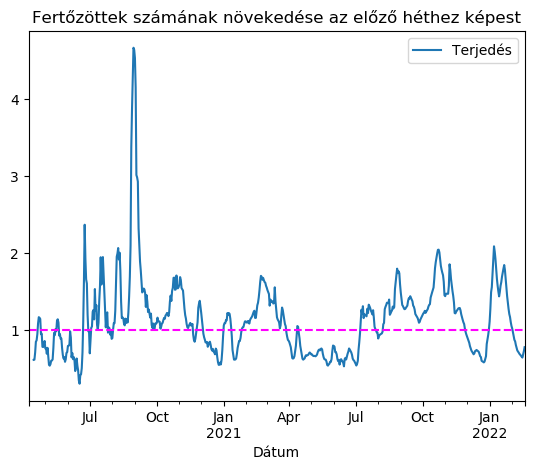 Fertőzöttek számának növekedése az előző héthez képest
Terjedés
4
3
2
1
Jul Oct Jan Apr Jul Oct Jan
2021 2022
Dátum